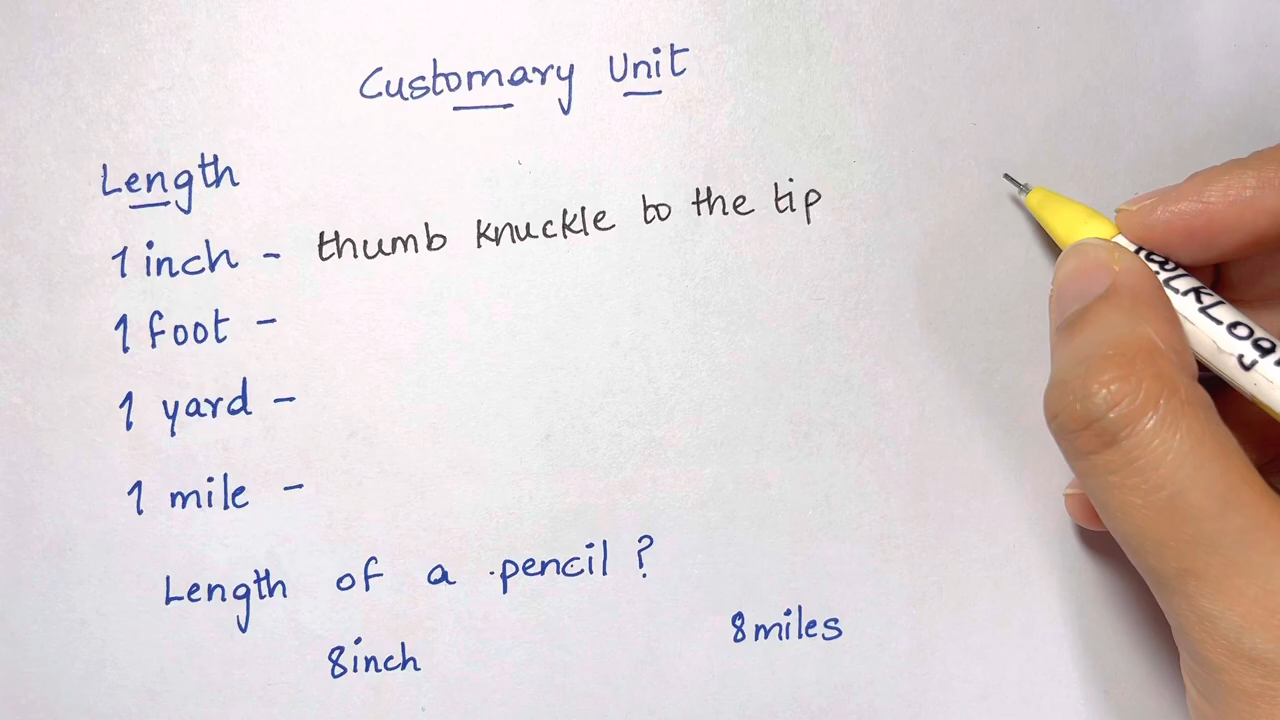 Customary Unit
Length
1 inch - thumb knuckle to the tip
1 foot -
1 yard -
1 mile -
Length of a pencil?
8inch 8miles
@LKLogi